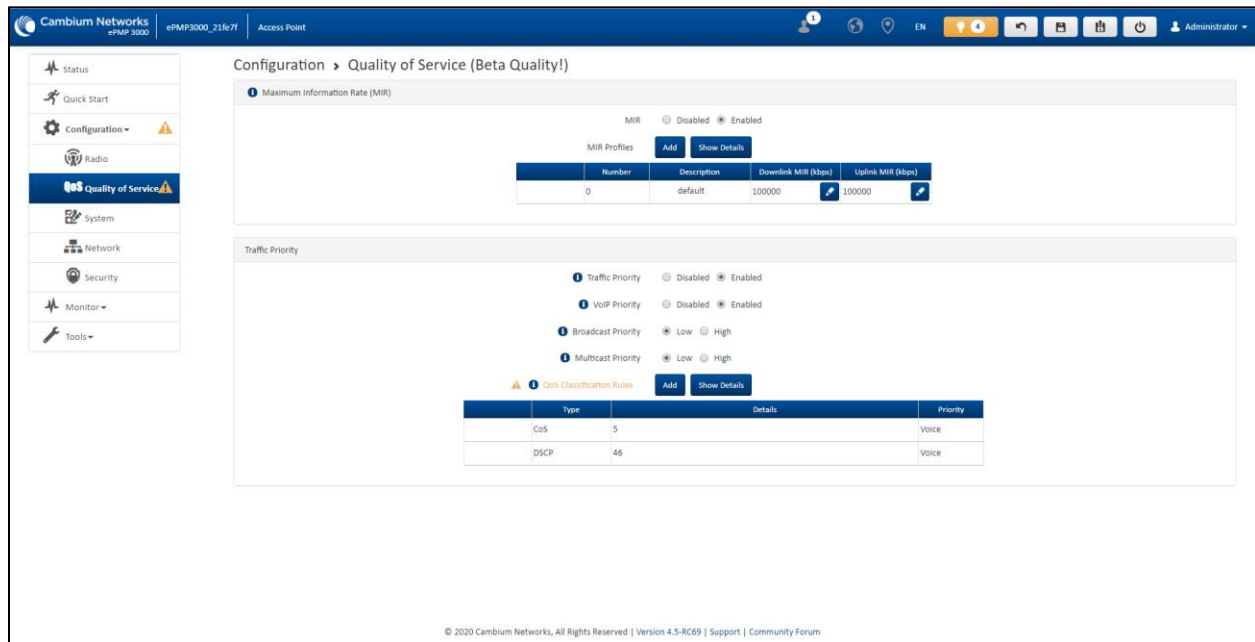 Cambium Networks
ePMP 3000
ePMP3000_21fe7f
Access Point
1
EN
4
Administrator
Status
Quick Start
Configuration
Radio
QoS Quality of Service
System
Network
Security
Monitor
Tools
Configuration > Quality of Service (Beta Quality!)
Maximum Information Rate (MIR)
MIR Disabled Enabled
MIR Profiles Add Show Details
Number Description Downlink MIR (kbps) Uplink MIR (kbps)
0 default 100000 100000
Traffic Priority
Traffic Priority Disabled Enabled
VoIP Priority Disabled Enabled
Broadcast Priority Low High
Multicast Priority Low High
QoS Classification Rules Add Show Details
Type Details Priority
CoS 5 Voice
DSCP 46 Voice
© 2020 Cambium Networks, All Rights Reserved | Version 4.5-RC69 | Support | Community Forum